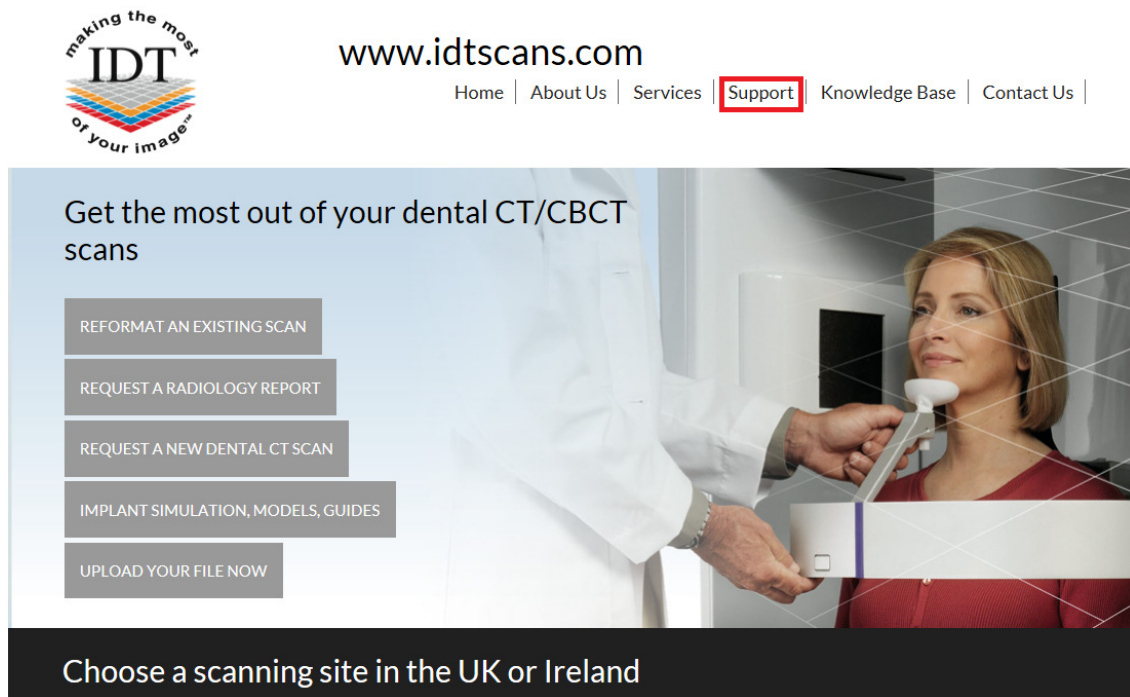 making the most
IDT
of your image™
www.idtscans.com
Home | About Us | Services | Support | Knowledge Base | Contact Us |
Get the most out of your dental CT/CBCT
scans
REFORMAT AN EXISTING SCAN
REQUEST A RADIOLOGY REPORT
REQUEST A NEW DENTAL CT SCAN
IMPLANT SIMULATION, MODELS, GUIDES
UPLOAD YOUR FILE NOW
Choose a scanning site in the UK or Ireland